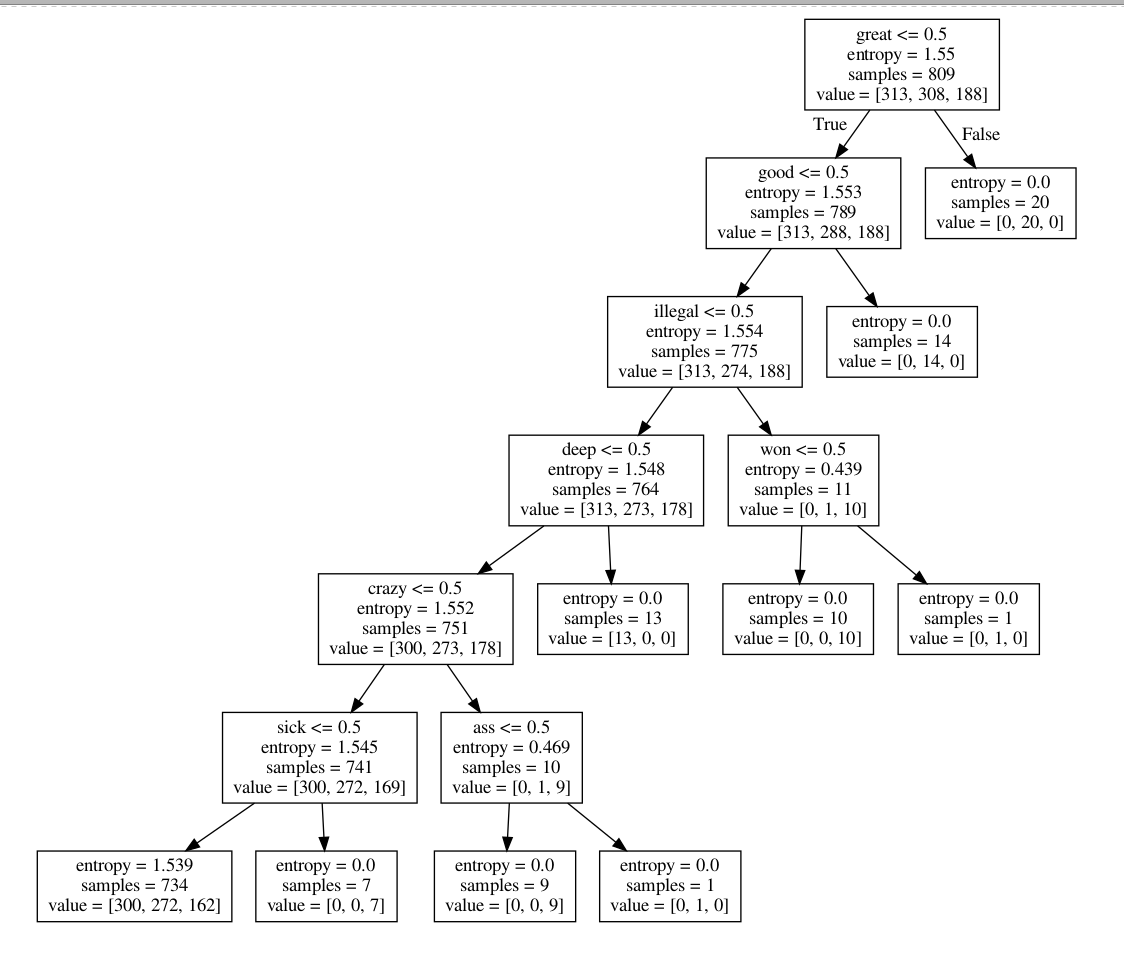 great <= 0.5
entropy = 1.55
samples = 809
value = [313, 308, 188]
True
False
good <= 0.5
entropy = 1.553
samples = 789
value = [313, 288, 188]
entropy = 0.0
samples = 20
value = [0, 20, 0]
illegal <= 0.5
entropy = 1.554
samples = 775
value = [313, 274, 188]
entropy = 0.0
samples = 14
value = [0, 14, 0]
deep <= 0.5
entropy = 1.548
samples = 764
value = [313, 273, 178]
won <= 0.5
entropy = 0.439
samples = 11
value = [0, 1, 10]
crazy <= 0.5
entropy = 1.552
samples = 751
value = [300, 273, 178]
entropy = 0.0
samples = 13
value = [13, 0, 0]
entropy = 0.0
samples = 10
value = [0, 0, 10]
entropy = 0.0
samples = 1
value = [0, 1, 0]
sick <= 0.5
entropy = 1.545
samples = 741
value = [300, 272, 169]
ass <= 0.5
entropy = 0.469
samples = 10
value = [0, 1, 9]
entropy = 1.539
samples = 734
value = [300, 272, 162]
entropy = 0.0
samples = 7
value = [0, 0, 7]
entropy = 0.0
samples = 9
value = [0, 0, 9]
entropy = 0.0
samples = 1
value = [0, 1, 0]